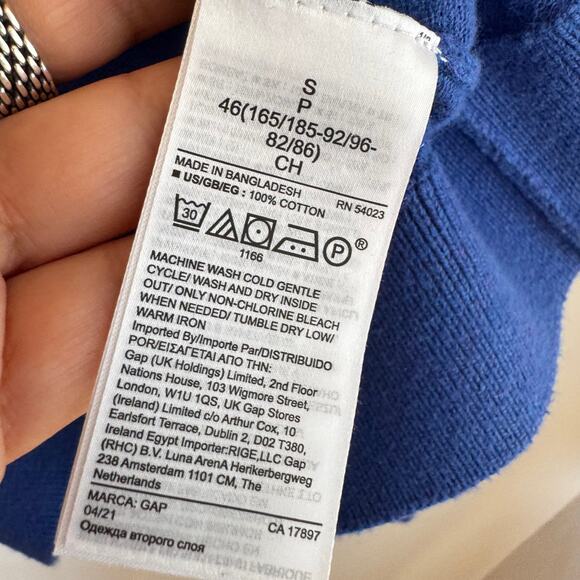 S
P
46(165/185-92/96-
82/86)
CH
MADE IN BANGLADESH RN 54023
■ US/GB/EG : 100% COTTON
30 P ®
1166
MACHINE WASH COLD GENTLE
CYCLE/ WASH AND DRY INSIDE
OUT/ ONLY NON-CHLORINE BLEACH
WHEN NEEDED/ TUMBLE DRY LOW/
WARM IRON
Imported By/Importe Par/DISTRIBUIDO
POR/ΕΙΣΑΓΕΤΑΙ ΑΠΟ ΤΗΝ:
Gap (UK Holdings) Limited, 2nd Floor
Nations House, 103 Wigmore Street,
London, W1U 1QS, UK Gap Stores
(Ireland) Limited c/o Arthur Cox, 10
Earlsfort Terrace, Dublin 2, D02 T380,
Ireland Egypt Importer:RIGE,LLC Gap
(RHC) B.V. Luna ArenA Herikerbergweg
238 Amsterdam 1101 CM, The
Netherlands
MARCA: GAP
04/21 CA 17897
Одежда второго слоя